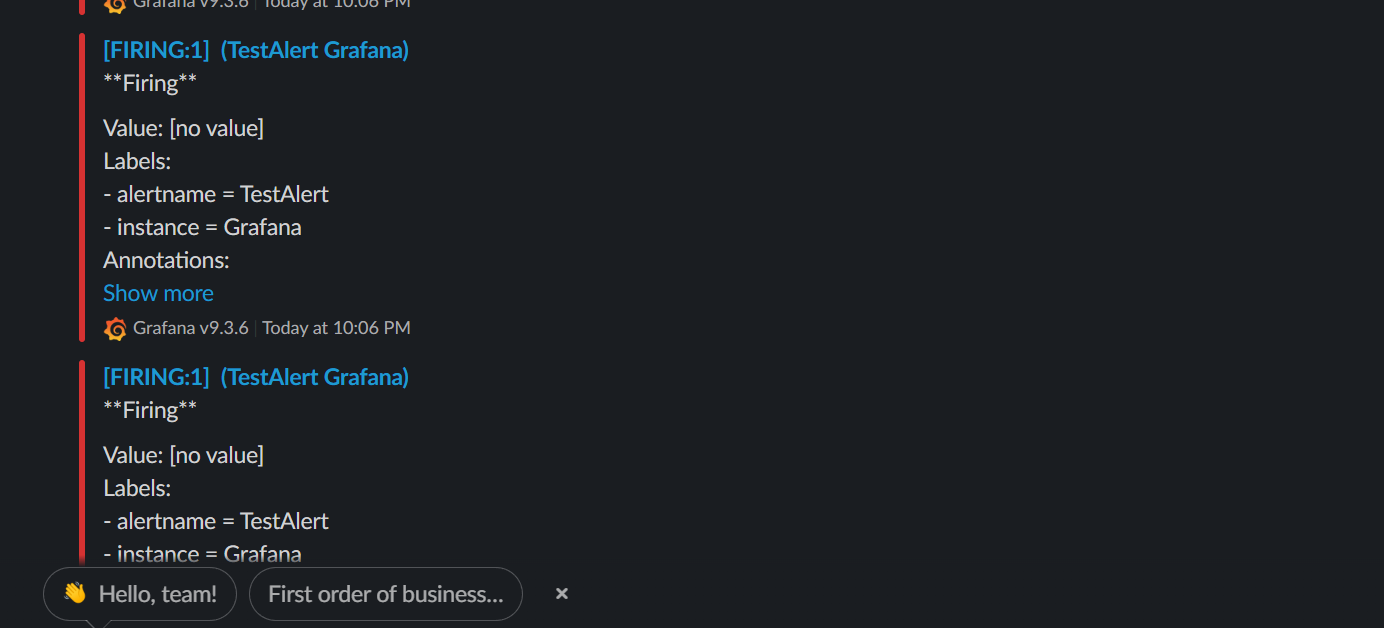 Grafana v9.3.6 | Today at 10:06 PM
[FIRING:1] (TestAlert Grafana)
**Firing**
Value: [no value]
Labels:
- alertname = TestAlert
- instance = Grafana
Annotations:
Show more
Grafana v9.3.6 | Today at 10:06 PM
[FIRING:1] (TestAlert Grafana)
**Firing**
Value: [no value]
Labels:
- alertname = TestAlert
- instance = Grafana
👋 Hello, team!
First order of business...
×